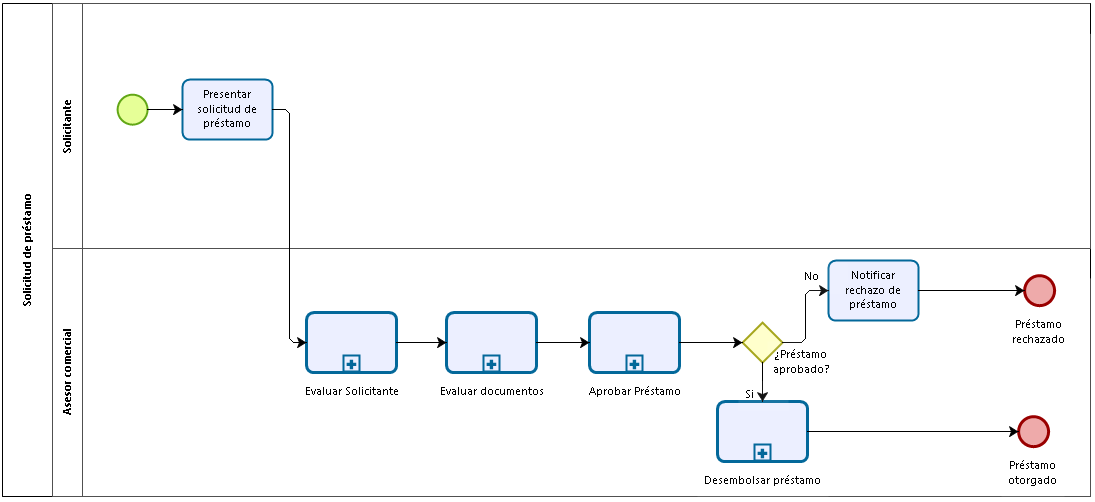 Solicitud de préstamo
Solicitante
Presentar
solicitud de
préstamo
Asesor comercial
Evaluar Solicitante
Evaluar documentos
Aprobar Préstamo
¿Préstamo
aprobado?
No
Notificar
rechazo de
préstamo
Préstamo
rechazado
Si
Desembolsar préstamo
Préstamo
otorgado